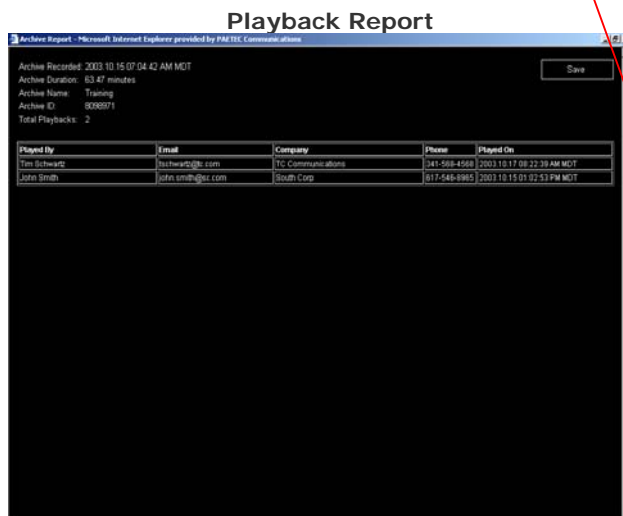 Playback Report
Archive Report - Microsoft Internet Explorer provided by PAETEC Communications
Archive Recorded: 2003.10.15 07:04:42 AM MDT
Save
Archive Duration: 63.47 minutes
Archive Name: Training
Archive ID: 8098971
Total Playbacks: 2
Played By Email Company Phone Played On
Tim Schwartz tschwartz@tc.com TC Communications 341-568-4568 2003.10.17 08:22:39 AM MDT
John Smith john.smith@sc.com South Corp 617-546-8965 2003.10.15 01:02:53 PM MDT